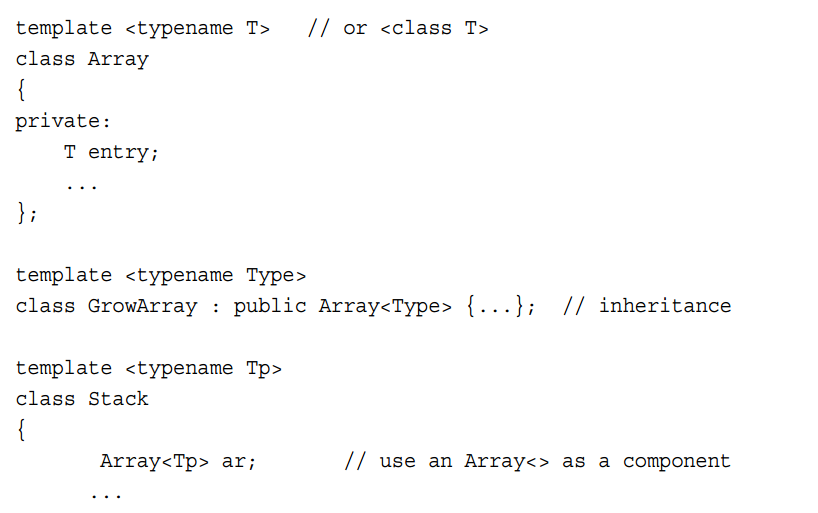 template <typename T>   // or <class T>
class Array
{
private:
    T entry;
    ...
};

template <typename Type>
class GrowArray : public Array<Type> {...};  // inheritance

template <typename Tp>
class Stack
{
       Array<Tp> ar;       // use an Array<> as a component
      ...